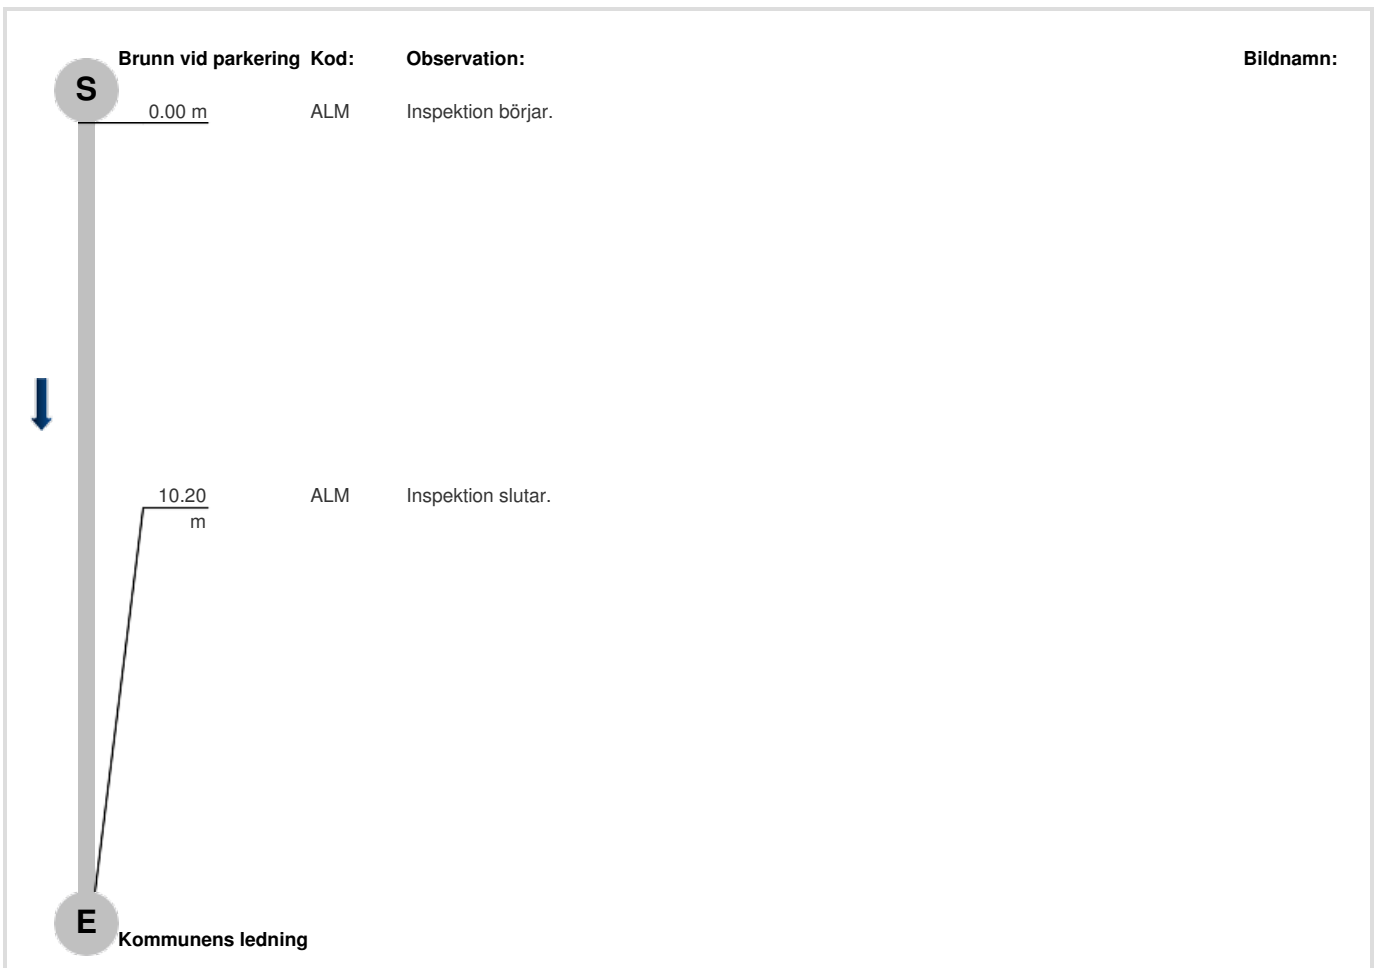 S
Brunn vid parkering Kod: Observation: Bildnamn:
0.00 m ALM Inspektion börjar.
10.20 ALM Inspektion slutar.
m
E
Kommunens ledning